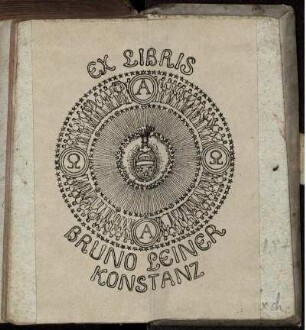 EX LIBRIS
A
Ω Ω
A
BRUNO LEINER
KONSTANZ